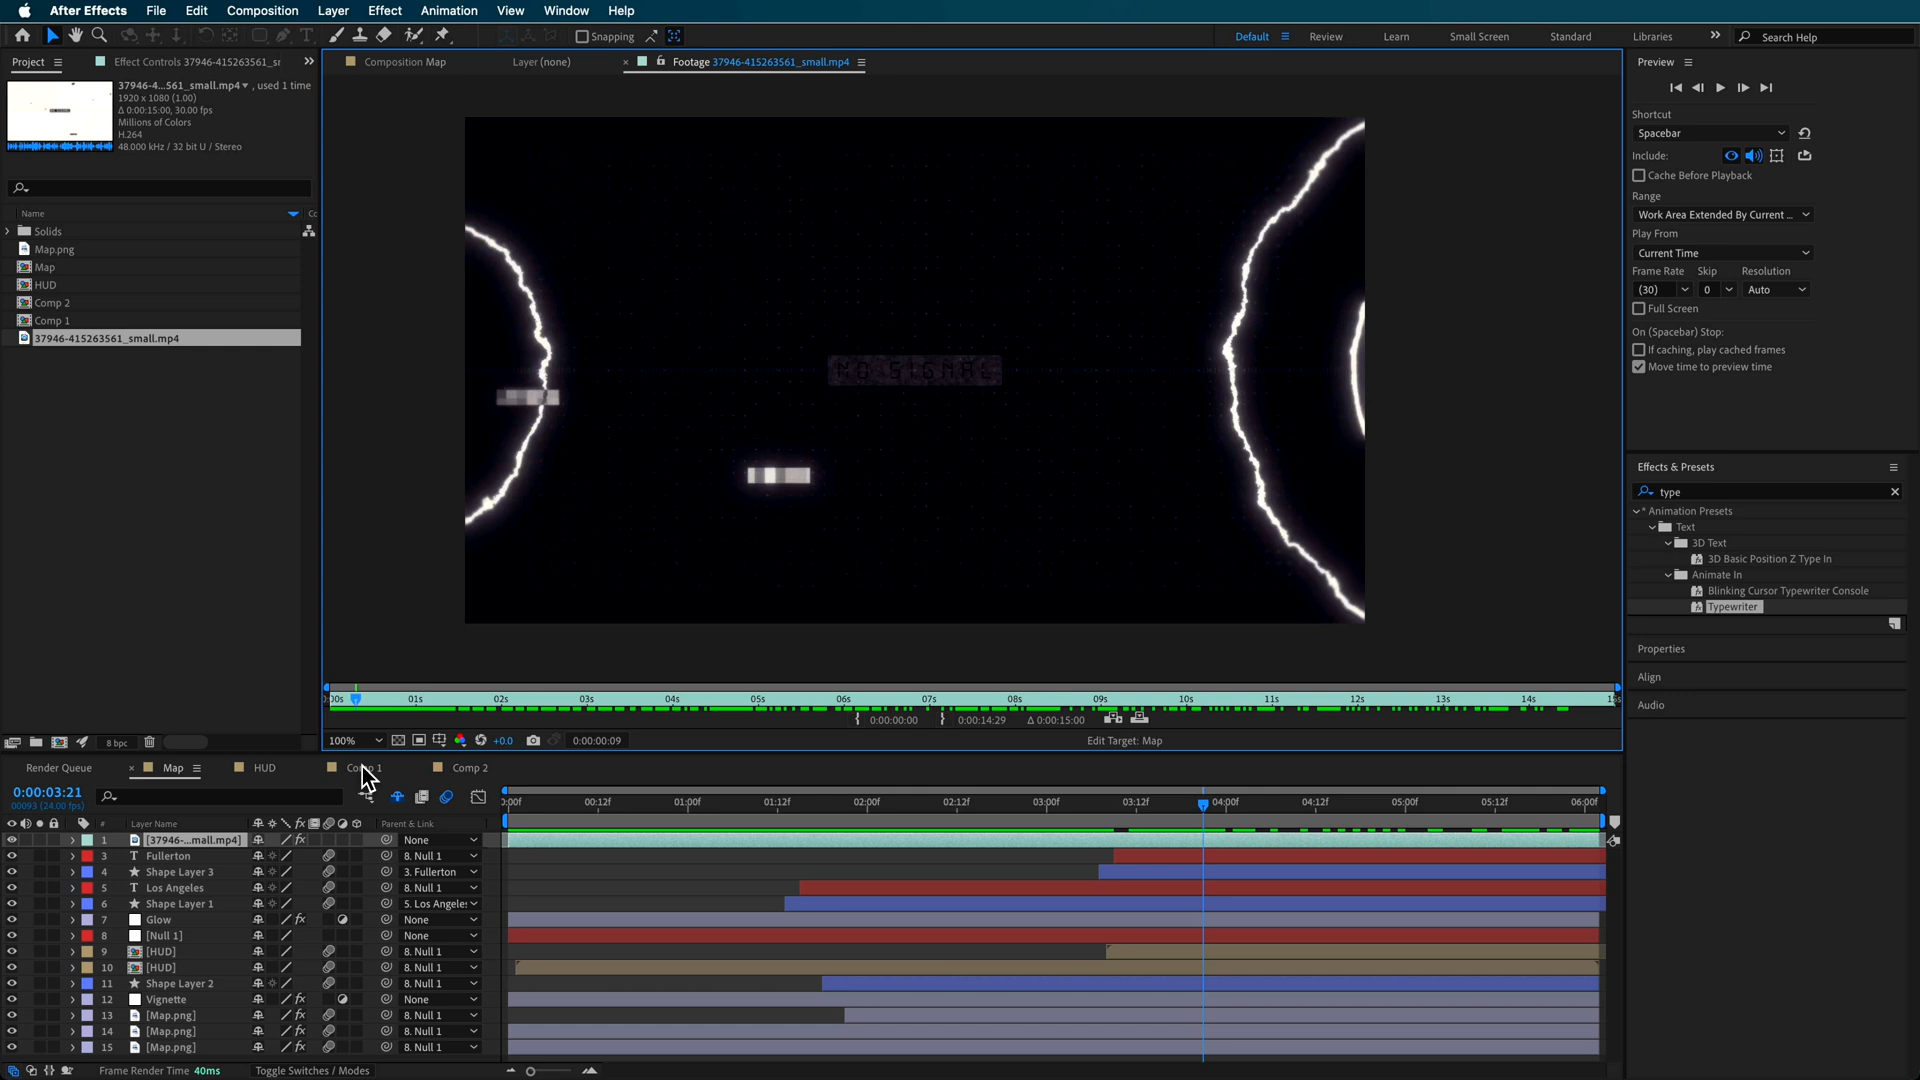 After Effects File Edit Composition Layer Effect Animation View Window Help
Snapping Default Review Learn Small Screen Standard Libraries Search Help
Project Effect Controls 37946-415263561_sr Composition Map Layer (none) Footage 37946-415263561_small.mp4 Preview
37946-4...561_small.mp4, used 1 time
1920 x 1080 (1.00)
Δ 0:00:15:00, 30.00 fps
Millions of Colors
H.264
48.000 kHz / 32 bit U / Stereo
Name Cc
Solids
Map.png
Map
HUD
Comp 2
Comp 1
37946-415263561_small.mp4
8 bpc
NO SIGNAL
01s 02s 03s 04s 05s 06s 07s 08s 09s 10s 11s 12s 13s 14s
0:00:00:00 0:00:14:29 Δ 0:00:15:00
100% +0.0 0:00:00:09 Edit Target: Map
Shortcut
Spacebar
Include:
Cache Before Playback
Range
Work Area Extended By Current ...
Play From
Current Time
Frame Rate Skip Resolution
(30) 0 Auto
Full Screen
On (Spacebar) Stop:
If caching, play cached frames
Move time to preview time
Effects & Presets
type
* Animation Presets
Text
3D Text
3D Basic Position Z Type In
Animate In
Blinking Cursor Typewriter Console
Typewriter
Properties
Align
Audio
Render Queue Map HUD Comp 1 Comp 2
0:00:03:21
00093 (24.00 fps)
:00f 00:12f 01:00f 01:12f 02:00f 02:12f 03:00f 03:12f 04:00f 04:12f 05:00f 05:12f 06:00f
# Layer Name fx Parent & Link
1 [37946-...mall.mp4] fx None
3 T Fullerton 8. Null 1
4 Shape Layer 3 3. Fullerton
5 T Los Angeles 8. Null 1
6 Shape Layer 1 5. Los Angeles
7 Glow fx None
8 [Null 1] None
9 [HUD] 8. Null 1
10 [HUD] 8. Null 1
11 Shape Layer 2 8. Null 1
12 Vignette fx None
13 [Map.png] fx 8. Null 1
14 [Map.png] fx 8. Null 1
15 [Map.png] fx 8. Null 1
Frame Render Time 40ms Toggle Switches / Modes